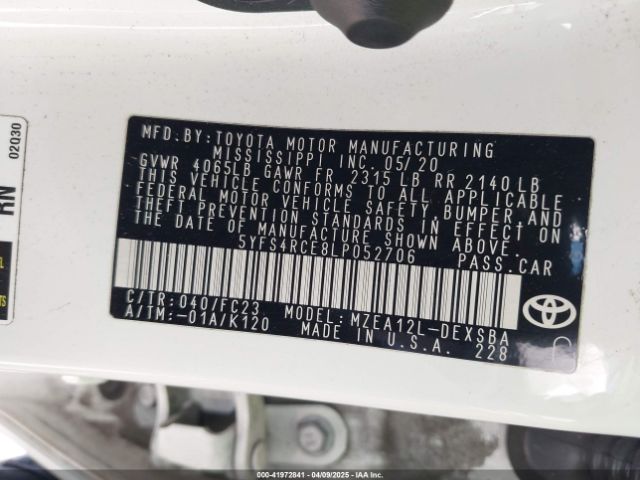 MFD.BY:TOYOTA MOTOR MANUFACTURING
MISSISSIPPI INC. 05/20
GVWR 4065LB GAWR FR 2315 LB RR 2140 LB
THIS VEHICLE CONFORMS TO ALL APPLICABLE
FEDERAL MOTOR VEHICLE SAFETY, BUMPER, AND
THEFT PREVENTION STANDARDS IN EFFECT ON
THE DATE OF MANUFACTURE SHOWN ABOVE.
5YFS4RCE8LP052706 PASS.CAR
C/TR:040/FC23 MODEL:MZEA12L-DEXSBA
A/TM:-01A/K120 MADE IN U.S.A. 228
TOYOTA
02030
RN
000-41972841 - 04/09/2025 - IAAI.CA